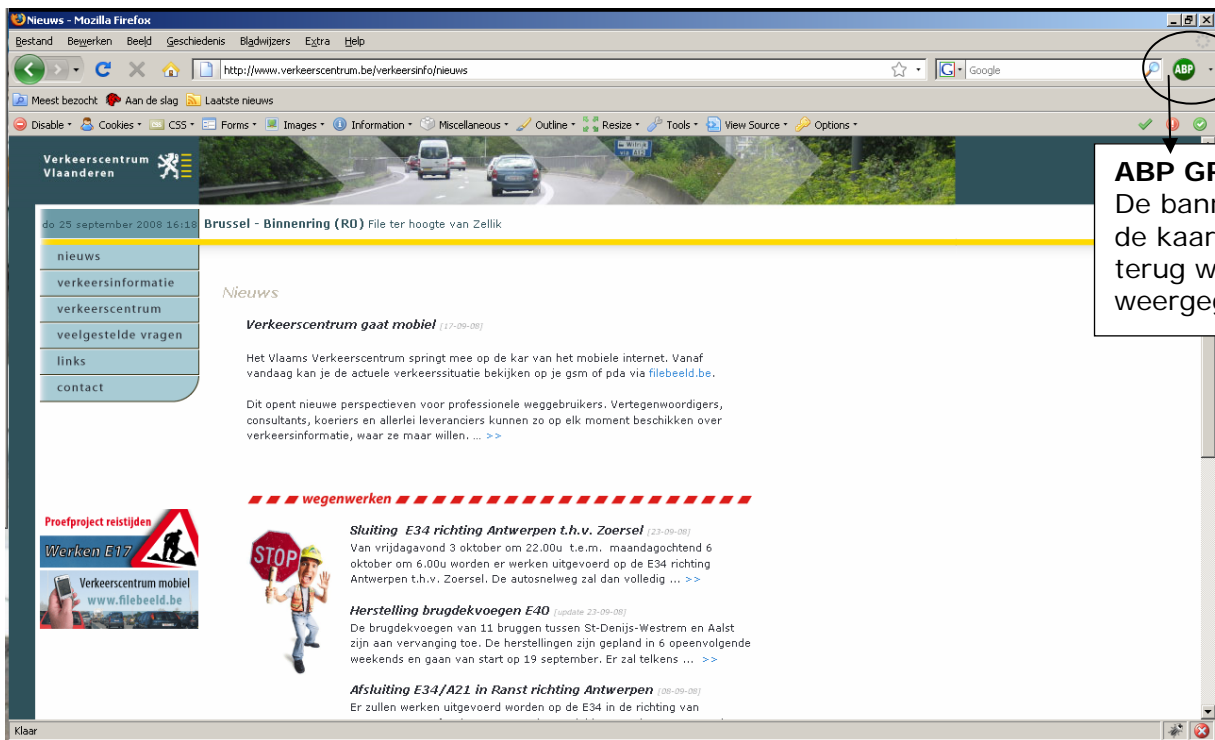 Nieuws - Mozilla Firefox
Bestand Bewerken Beeld Geschiedenis Bladwijzers Extra Help
http://www.verkeerscentrum.be/verkeersinfo/nieuws
G Google
ABP
Meest bezocht Aan de slag Laatste nieuws
Disable Cookies CSS Forms Images Information Miscellaneous Outline Resize Tools View Source Options
Verkeerscentrum
Vlaanderen
do 25 september 2008 16:18
Brussel - Binnenring (R0) File ter hoogte van Zellik
nieuws
verkeersinformatie
verkeerscentrum
veelgestelde vragen
links
contact
Proefproject reistijden
Werken E17
Verkeerscentrum mobiel
www.filebeeld.be
Nieuws
Verkeerscentrum gaat mobiel [17-09-08]
Het Vlaams Verkeerscentrum springt mee op de kar van het mobiele internet. Vanaf
vandaag kan je de actuele verkeerssituatie bekijken op je gsm of pda via filebeeld.be.
Dit opent nieuwe perspectieven voor professionele weggebruikers. Vertegenwoordigers,
consultants, koeriers en allerlei leveranciers kunnen zo op elk moment beschikken over
verkeersinformatie, waar ze maar willen. ... >>
wegenwerken
STOP
Sluiting E34 richting Antwerpen t.h.v. Zoersel [23-09-08]
Van vrijdagavond 3 oktober om 22.00u t.e.m. maandagochtend 6
oktober om 6.00u worden er werken uitgevoerd op de E34 richting
Antwerpen t.h.v. Zoersel. De autosnelweg zal dan volledig ... >>
Herstelling brugdekvoegen E40 [update 23-09-08]
De brugdekvoegen van 11 bruggen tussen St-Denijs-Westrem en Aalst
zijn aan vervanging toe. De herstellingen zijn gepland in 6 opeenvolgende
weekends en gaan van start op 19 september. Er zal telkens ... >>
Afsluiting E34/A21 in Ranst richting Antwerpen [08-09-08]
Er zullen werken uitgevoerd worden op de E34 in de richting van
ABP
De
de
terug
Klaar